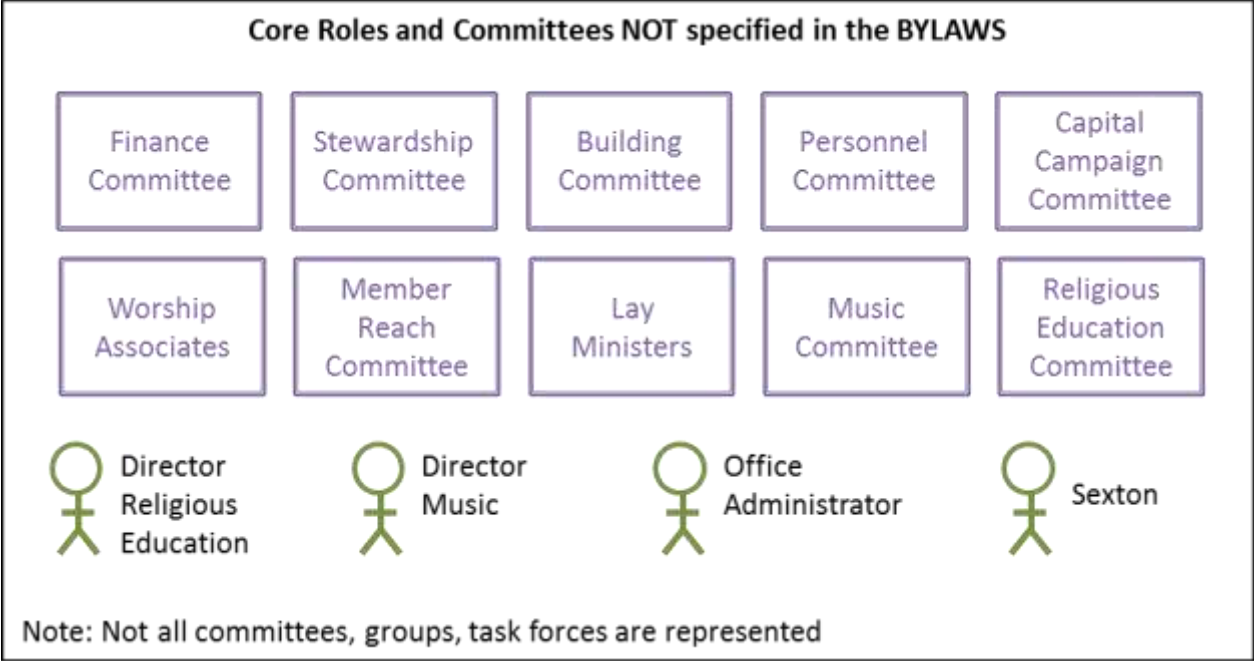 Core Roles and Committees NOT specified in the BYLAWS
Finance
Committee
Stewardship
Committee
Building
Committee
Personnel
Committee
Capital
Campaign
Committee
Worship
Associates
Member
Reach
Committee
Lay
Ministers
Music
Committee
Religious
Education
Committee
Director
Religious
Education
Director
Music
Office
Administrator
Sexton
Note: Not all committees, groups, task forces are represented